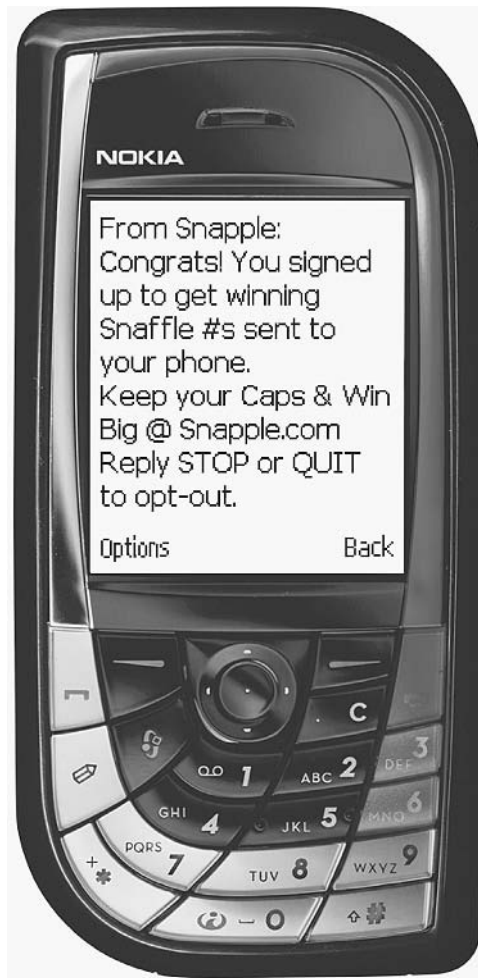 NOKIA
From Snapple:
Congrats! You signed
up to get winning
Snaffle #s sent to
your phone.
Keep your Caps & Win
Big @ Snapple.com
Reply STOP or QUIT
to opt-out.
Options Back
C
1 ABC 2 DEF 3
GHI 4 JKL 5 MNO 6
PQRS 7 TUV 8 WXYZ 9
+ * 0 #